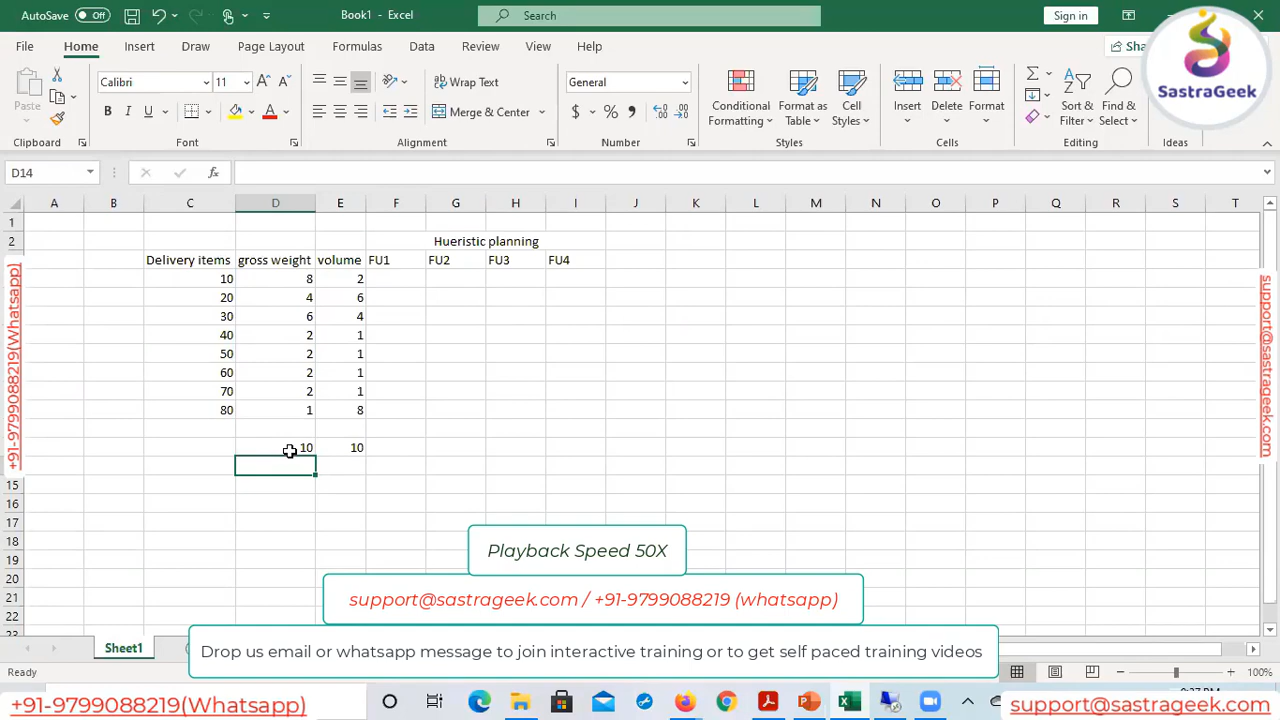 AutoSave Off Book1 - Excel Search Sign in
File Home Insert Draw Page Layout Formulas Data Review View Help Sha
SastraGeek
Paste Calibri 11 Wrap Text General Conditional Formatting Format as Table Cell Styles Insert Delete Format Sort & Filter Find & Select
Merge & Center
Clipboard Font Alignment Number Styles Cells Editing Ideas
D14
A B C D E F G H I J K L M N O P Q R S T
1
2 Hueristic planning
Delivery items gross weight volume FU1 FU2 FU3 FU4
10 8 2
20 4 6
30 6 4
40 2 1
50 2 1
60 2 1
70 2 1
80 1 8
10 10
15
16
17
18
19
20
21
22
23
+91-9799088219(Whatsapp)
support@sastrageek.com
Playback Speed 50X
support@sastrageek.com / +91-9799088219 (whatsapp)
Drop us email or whatsapp message to join interactive training or to get self paced training videos
Sheet1
Ready 100%
+91-9799088219(Whatsapp)
support@sastrageek.com